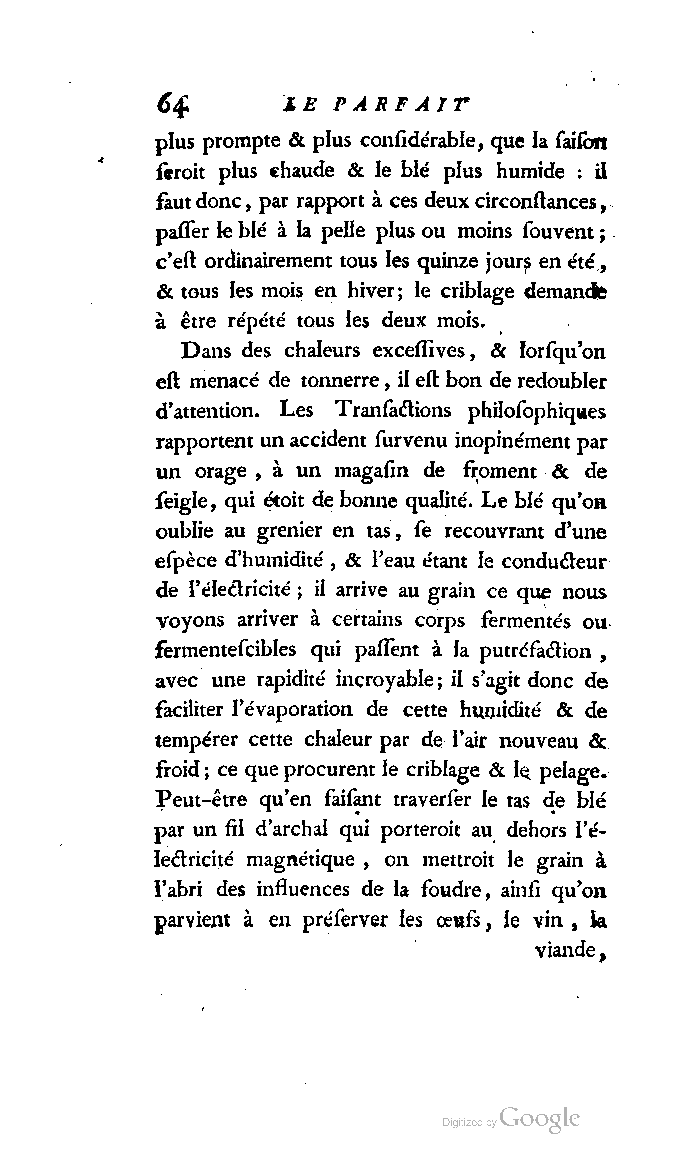 64 LE PARFAIT
plus prompte & plus conſidérable, que la ſaiſon
ſeroit plus chaude & le blé plus humide : il
faut donc, par rapport à ces deux circonſtances,
paſſer le blé à la pelle plus ou moins ſouvent ;
c'eſt ordinairement tous les quinze jours en été,
& tous les mois en hiver; le criblage demande
à être répété tous les deux mois.
Dans des chaleurs exceſſives, & lorſqu'on
eſt menacé de tonnerre, il eſt bon de redoubler
d'attention. Les Tranſactions philoſophiques
rapportent un accident ſurvenu inopinément par
un orage, à un magaſin de froment & de
ſeigle, qui étoit de bonne qualité. Le blé qu'on
oublie au grenier en tas, ſe recouvrant d'une
eſpèce d'humidité, & l'eau étant le conducteur
de l'électricité ; il arrive au grain ce que nous
voyons arriver à certains corps fermentés ou
fermenteſcibles qui paſſent à la putréfaction,
avec une rapidité incroyable; il s'agit donc de
faciliter l'évaporation de cette humidité & de
tempérer cette chaleur par de l'air nouveau &
froid; ce que procurent le criblage & le pelage.
Peut-être qu'en faiſant traverſer le tas de blé
par un fil d'archal qui porteroit au dehors l'é-
lectricité magnétique, on mettroit le grain à
l'abri des influences de la foudre, ainſi qu'on
parvient à en préſerver les œufs, le vin, la
viande,
Digitized by Google